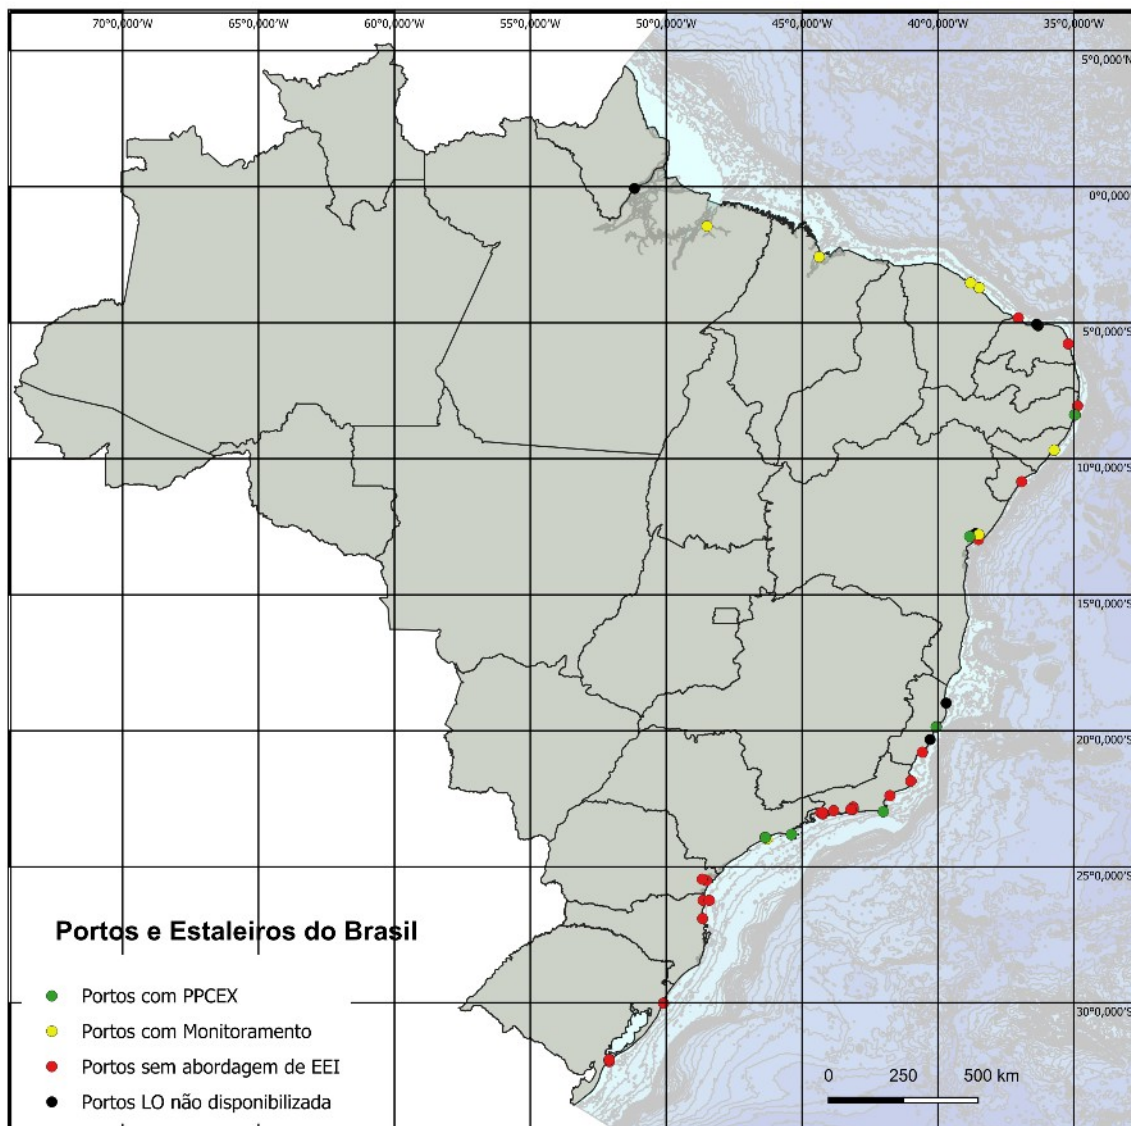 70°0,000'W 65°0,000'W 60°0,000'W 55°0,000'W 50°0,000'W 45°0,000'W 40°0,000'W 35°0,000'W
5°0,000'N
0°0,000'
5°0,000'S
10°0,000'S
15°0,000'S
20°0,000'S
25°0,000'S
30°0,000'S
Portos e Estaleiros do Brasil
Portos com PPCEX
Portos com Monitoramento
Portos sem abordagem de EEI
Portos LO não disponibilizada
0 250 500 km